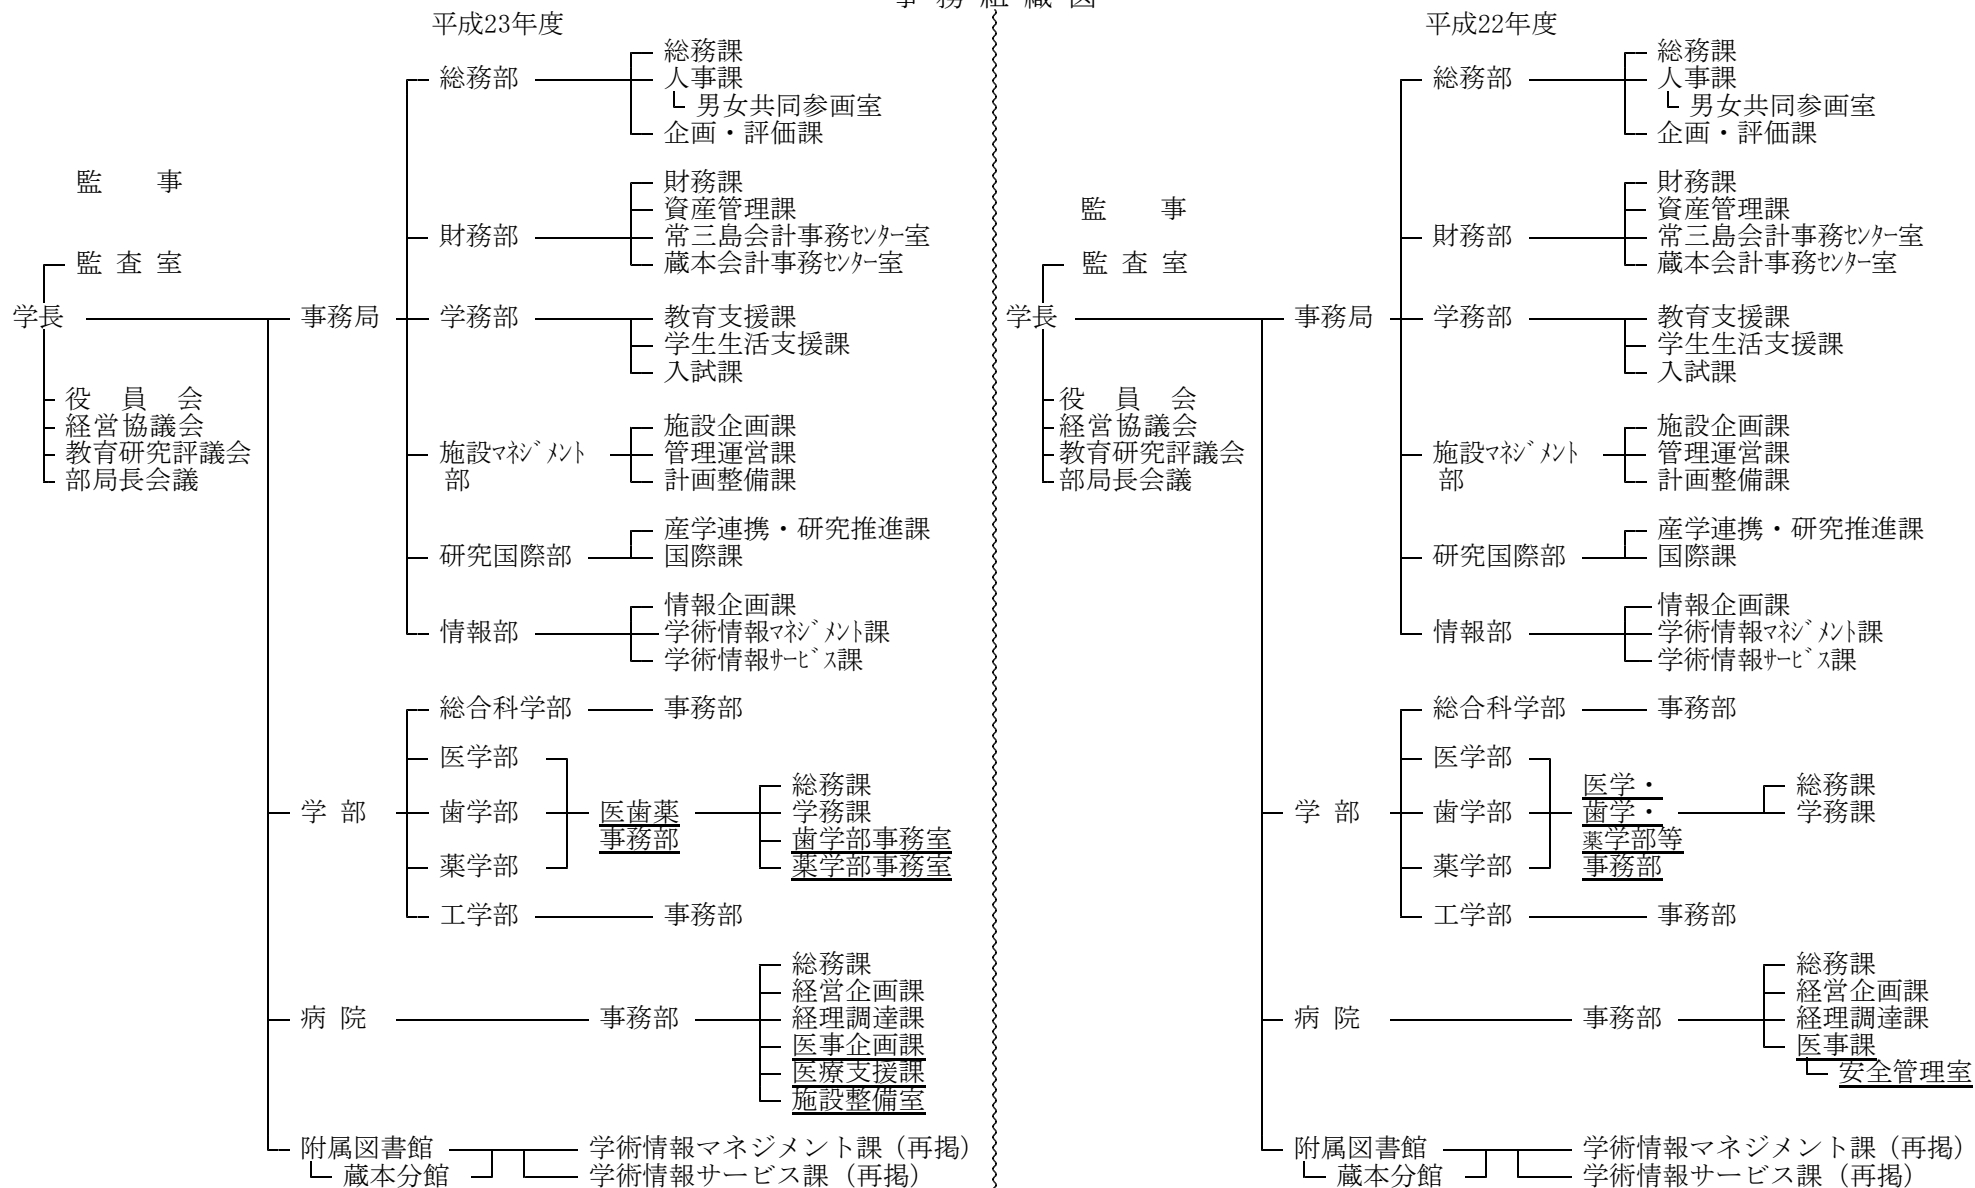 事務組織図
平成23年度
総務部
総務課
人事課
男女共同参画室
企画・評価課
監　　事
監査室
学長
役員会
経営協議会
教育研究評議会
部局長会議
事務局
財務部
財務課
資産管理課
常三島会計事務ｾﾝﾀｰ室
蔵本会計事務ｾﾝﾀｰ室
学務部
教育支援課
学生生活支援課
入試課
施設ﾏﾈｼﾞﾒﾝﾄ
部
施設企画課
管理運営課
計画整備課
研究国際部
産学連携・研究推進課
国際課
情報部
情報企画課
学術情報ﾏﾈｼﾞﾒﾝﾄ課
学術情報ｻｰﾋﾞｽ課
学部
総合科学部
事務部
医学部
歯学部
薬学部
医歯薬
事務部
総務課
学務課
歯学部事務室
薬学部事務室
工学部
事務部
病院
事務部
総務課
経営企画課
経理調達課
医事企画課
医療支援課
施設整備室
附属図書館
蔵本分館
学術情報マネジメント課（再掲）
学術情報サービス課（再掲）
平成22年度
総務部
総務課
人事課
男女共同参画室
企画・評価課
監　　事
監査室
学長
役員会
経営協議会
教育研究評議会
部局長会議
事務局
財務部
財務課
資産管理課
常三島会計事務ｾﾝﾀｰ室
蔵本会計事務ｾﾝﾀｰ室
学務部
教育支援課
学生生活支援課
入試課
施設ﾏﾈｼﾞﾒﾝﾄ
部
施設企画課
管理運営課
計画整備課
研究国際部
産学連携・研究推進課
国際課
情報部
情報企画課
学術情報ﾏﾈｼﾞﾒﾝﾄ課
学術情報ｻｰﾋﾞｽ課
学部
総合科学部
事務部
医学部
歯学部
薬学部
医学・
歯学・
薬学部等
事務部
総務課
学務課
工学部
事務部
病院
事務部
総務課
経営企画課
経理調達課
医事課
安全管理室
附属図書館
蔵本分館
学術情報マネジメント課（再掲）
学術情報サービス課（再掲）